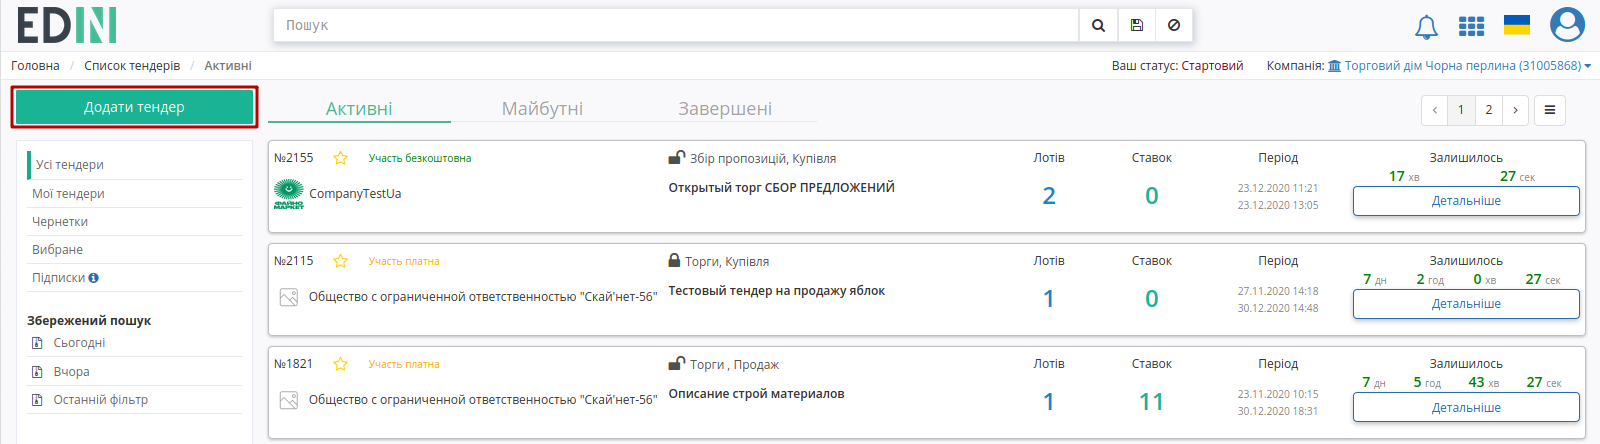 EDIN
Пошук
Головна / Список тендерів / Активні
Ваш статус: Стартовий
Компанія: Торговий дім Чорна перлина (31005868)
Додати тендер
Активні
Майбутні
Завершені
1
2
Усі тендери
Мої тендери
Чернетки
Вибране
Підписки
Збережений пошук
Сьогодні
Вчора
Останній фільтр
№2155
Участь безкоштовна
Збір пропозицій, Купівля
Лотів
Ставок
Період
Залишилось
ФАЙНО МАРКЕТ
CompanyTestUa
Открытый торг СБОР ПРЕДЛОЖЕНИЙ
2
0
23.12.2020 11:21
23.12.2020 13:05
17 хв 27 сек
Детальніше
№2115
Участь платна
Торги, Купівля
Лотів
Ставок
Період
Залишилось
Общество с ограниченной ответственностью "Скай'нет-56"
Тестовый тендер на продажу яблок
1
0
27.11.2020 14:18
30.12.2020 14:48
7 дн 2 год 0 хв 27 сек
Детальніше
№1821
Участь платна
Торги , Продаж
Лотів
Ставок
Період
Залишилось
Общество с ограниченной ответственностью "Скай'нет-56"
Описание строй материалов
1
11
23.11.2020 10:15
30.12.2020 18:31
7 дн 5 год 43 хв 27 сек
Детальніше